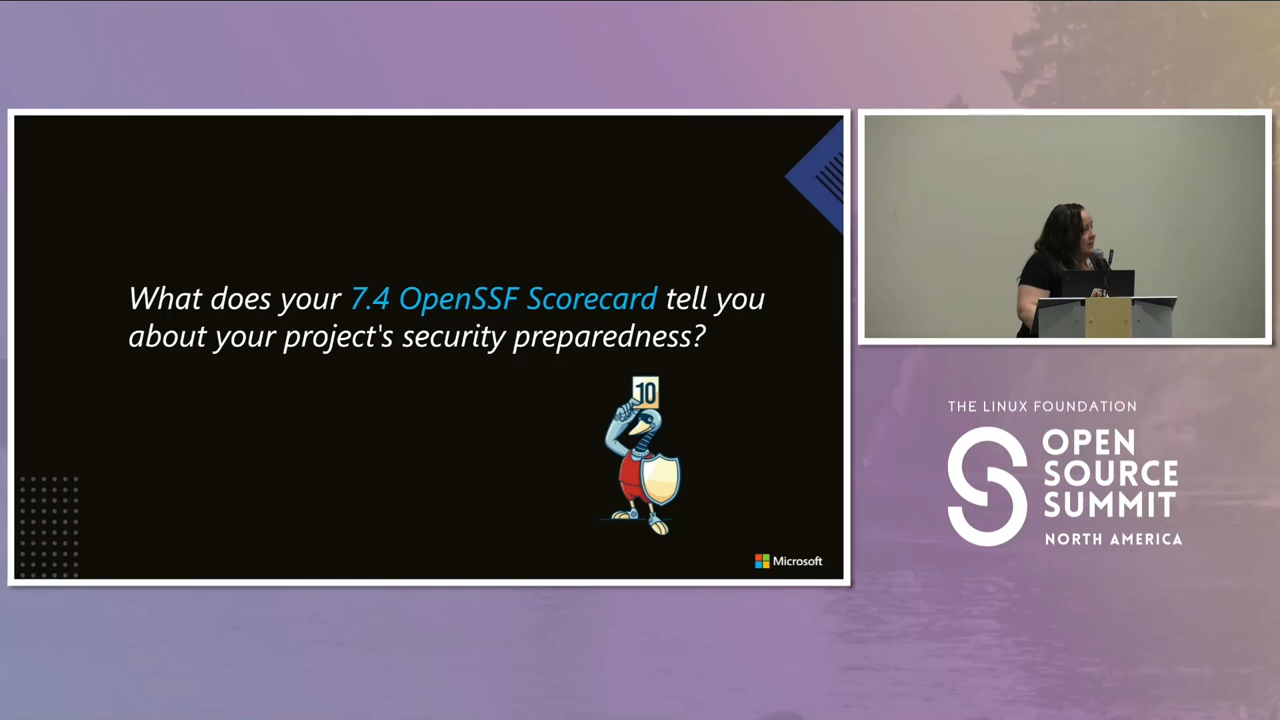 What does your 7.4 OpenSSF Scorecard tell you
about your project's security preparedness?
10
Microsoft
THE LINUX FOUNDATION
OPEN
SOURCE
SUMMIT
NORTH AMERICA